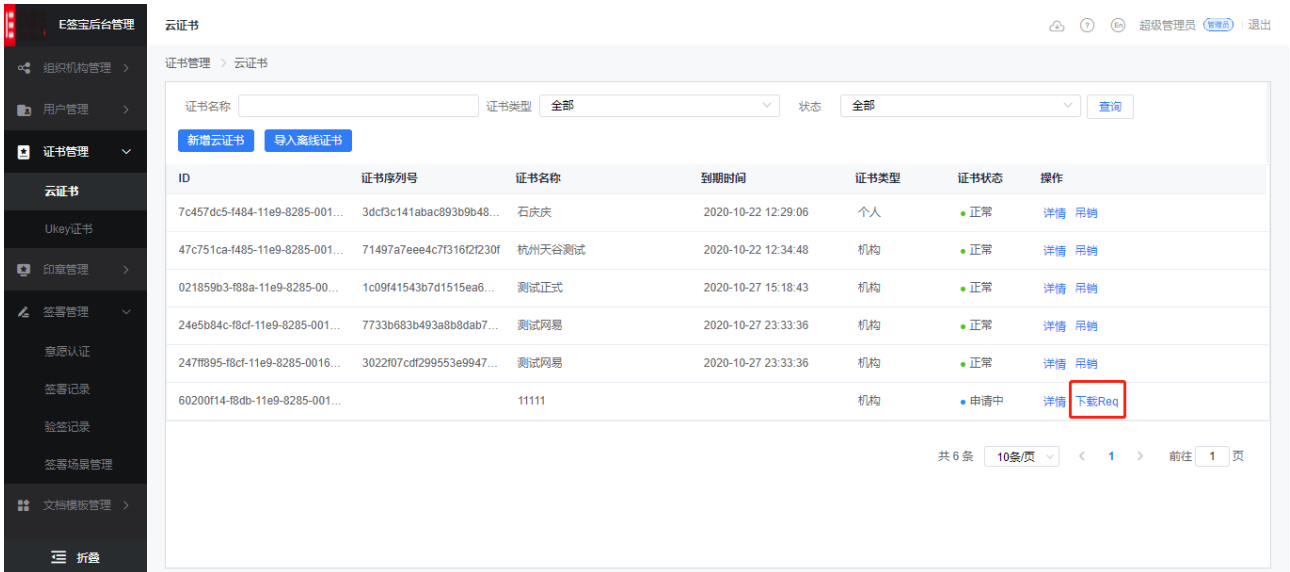 E签宝后台管理
云证书
En 超级管理员 管理员 退出
组织机构管理
用户管理
证书管理
云证书
Ukey证书
印章管理
签署管理
意愿认证
签署记录
验签记录
签署场景管理
文档模板管理
折叠
证书管理 > 云证书
证书名称 证书类型 全部 状态 全部 查询
新增云证书 导入离线证书
ID 证书序列号 证书名称 到期时间 证书类型 证书状态 操作
7c457dc5-f484-11e9-8285-001... 3dcf3c141abac893b9b48... 石庆庆 2020-10-22 12:29:06 个人 正常 详情 吊销
47c751ca-f485-11e9-8285-001... 71497a7eee4c7f316f2f230f 杭州天谷测试 2020-10-22 12:34:48 机构 正常 详情 吊销
021859b3-f88a-11e9-8285-00... 1c09f41543b7d1515ea6... 测试正式 2020-10-27 15:18:43 机构 正常 详情 吊销
24e5b84c-f8cf-11e9-8285-001... 7733b683b493a8b8dab7... 测试网易 2020-10-27 23:33:36 机构 正常 详情 吊销
247ff895-f8cf-11e9-8285-0016... 3022f07cdf299553e9947... 测试网易 2020-10-27 23:33:36 机构 正常 详情 吊销
60200f14-f8db-11e9-8285-001... 11111 机构 申请中 详情 下载Req
共 6 条 10条/页 < 1 > 前往 1 页